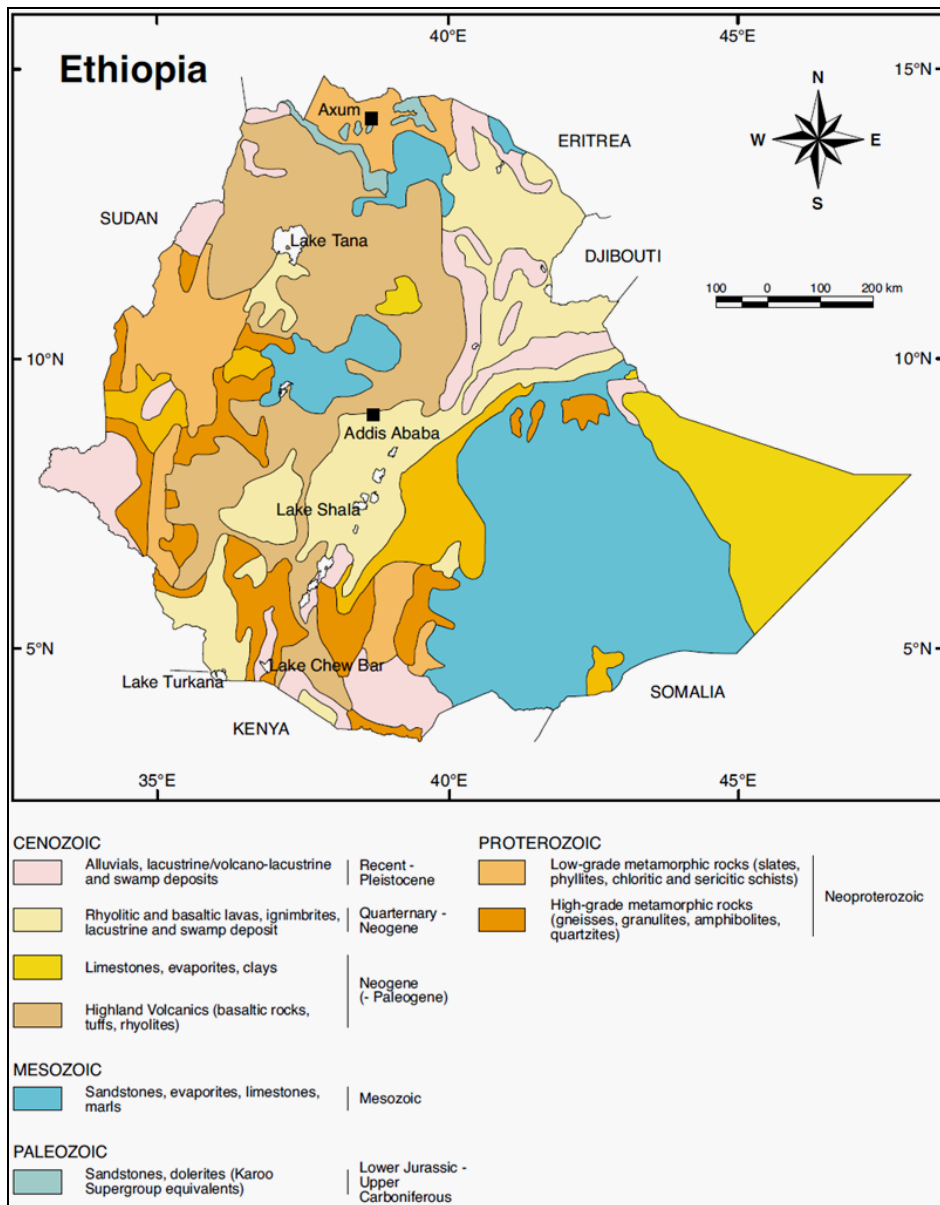 Ethiopia
40°E
45°E
15°N
15°N
N
W
E
S
Axum
ERITREA
SUDAN
Lake Tana
DJIBOUTI
100 0 100 200 km
10°N
10°N
Addis Ababa
Lake Shala
5°N
5°N
Lake Chew Bar
Lake Turkana
SOMALIA
KENYA
35°E
40°E
45°E
CENOZOIC
Alluvials, lacustrine/volcano-lacustrine
and swamp deposits
Recent -
Pleistocene
Rhyolitic and basaltic lavas, ignimbrites,
lacustrine and swamp deposit
Quarternary -
Neogene
Limestones, evaporites, clays
Neogene
(- Paleogene)
Highland Volcanics (basaltic rocks,
tuffs, rhyolites)
MESOZOIC
Sandstones, evaporites, limestones,
marls
Mesozoic
PALEOZOIC
Sandstones, dolerites (Karoo
Supergroup equivalents)
Lower Jurassic -
Upper
Carboniferous
PROTEROZOIC
Low-grade metamorphic rocks (slates,
phyllites, chloritic and sericitic schists)
High-grade metamorphic rocks
(gneisses, granulites, amphibolites,
quartzites)
Neoproterozoic